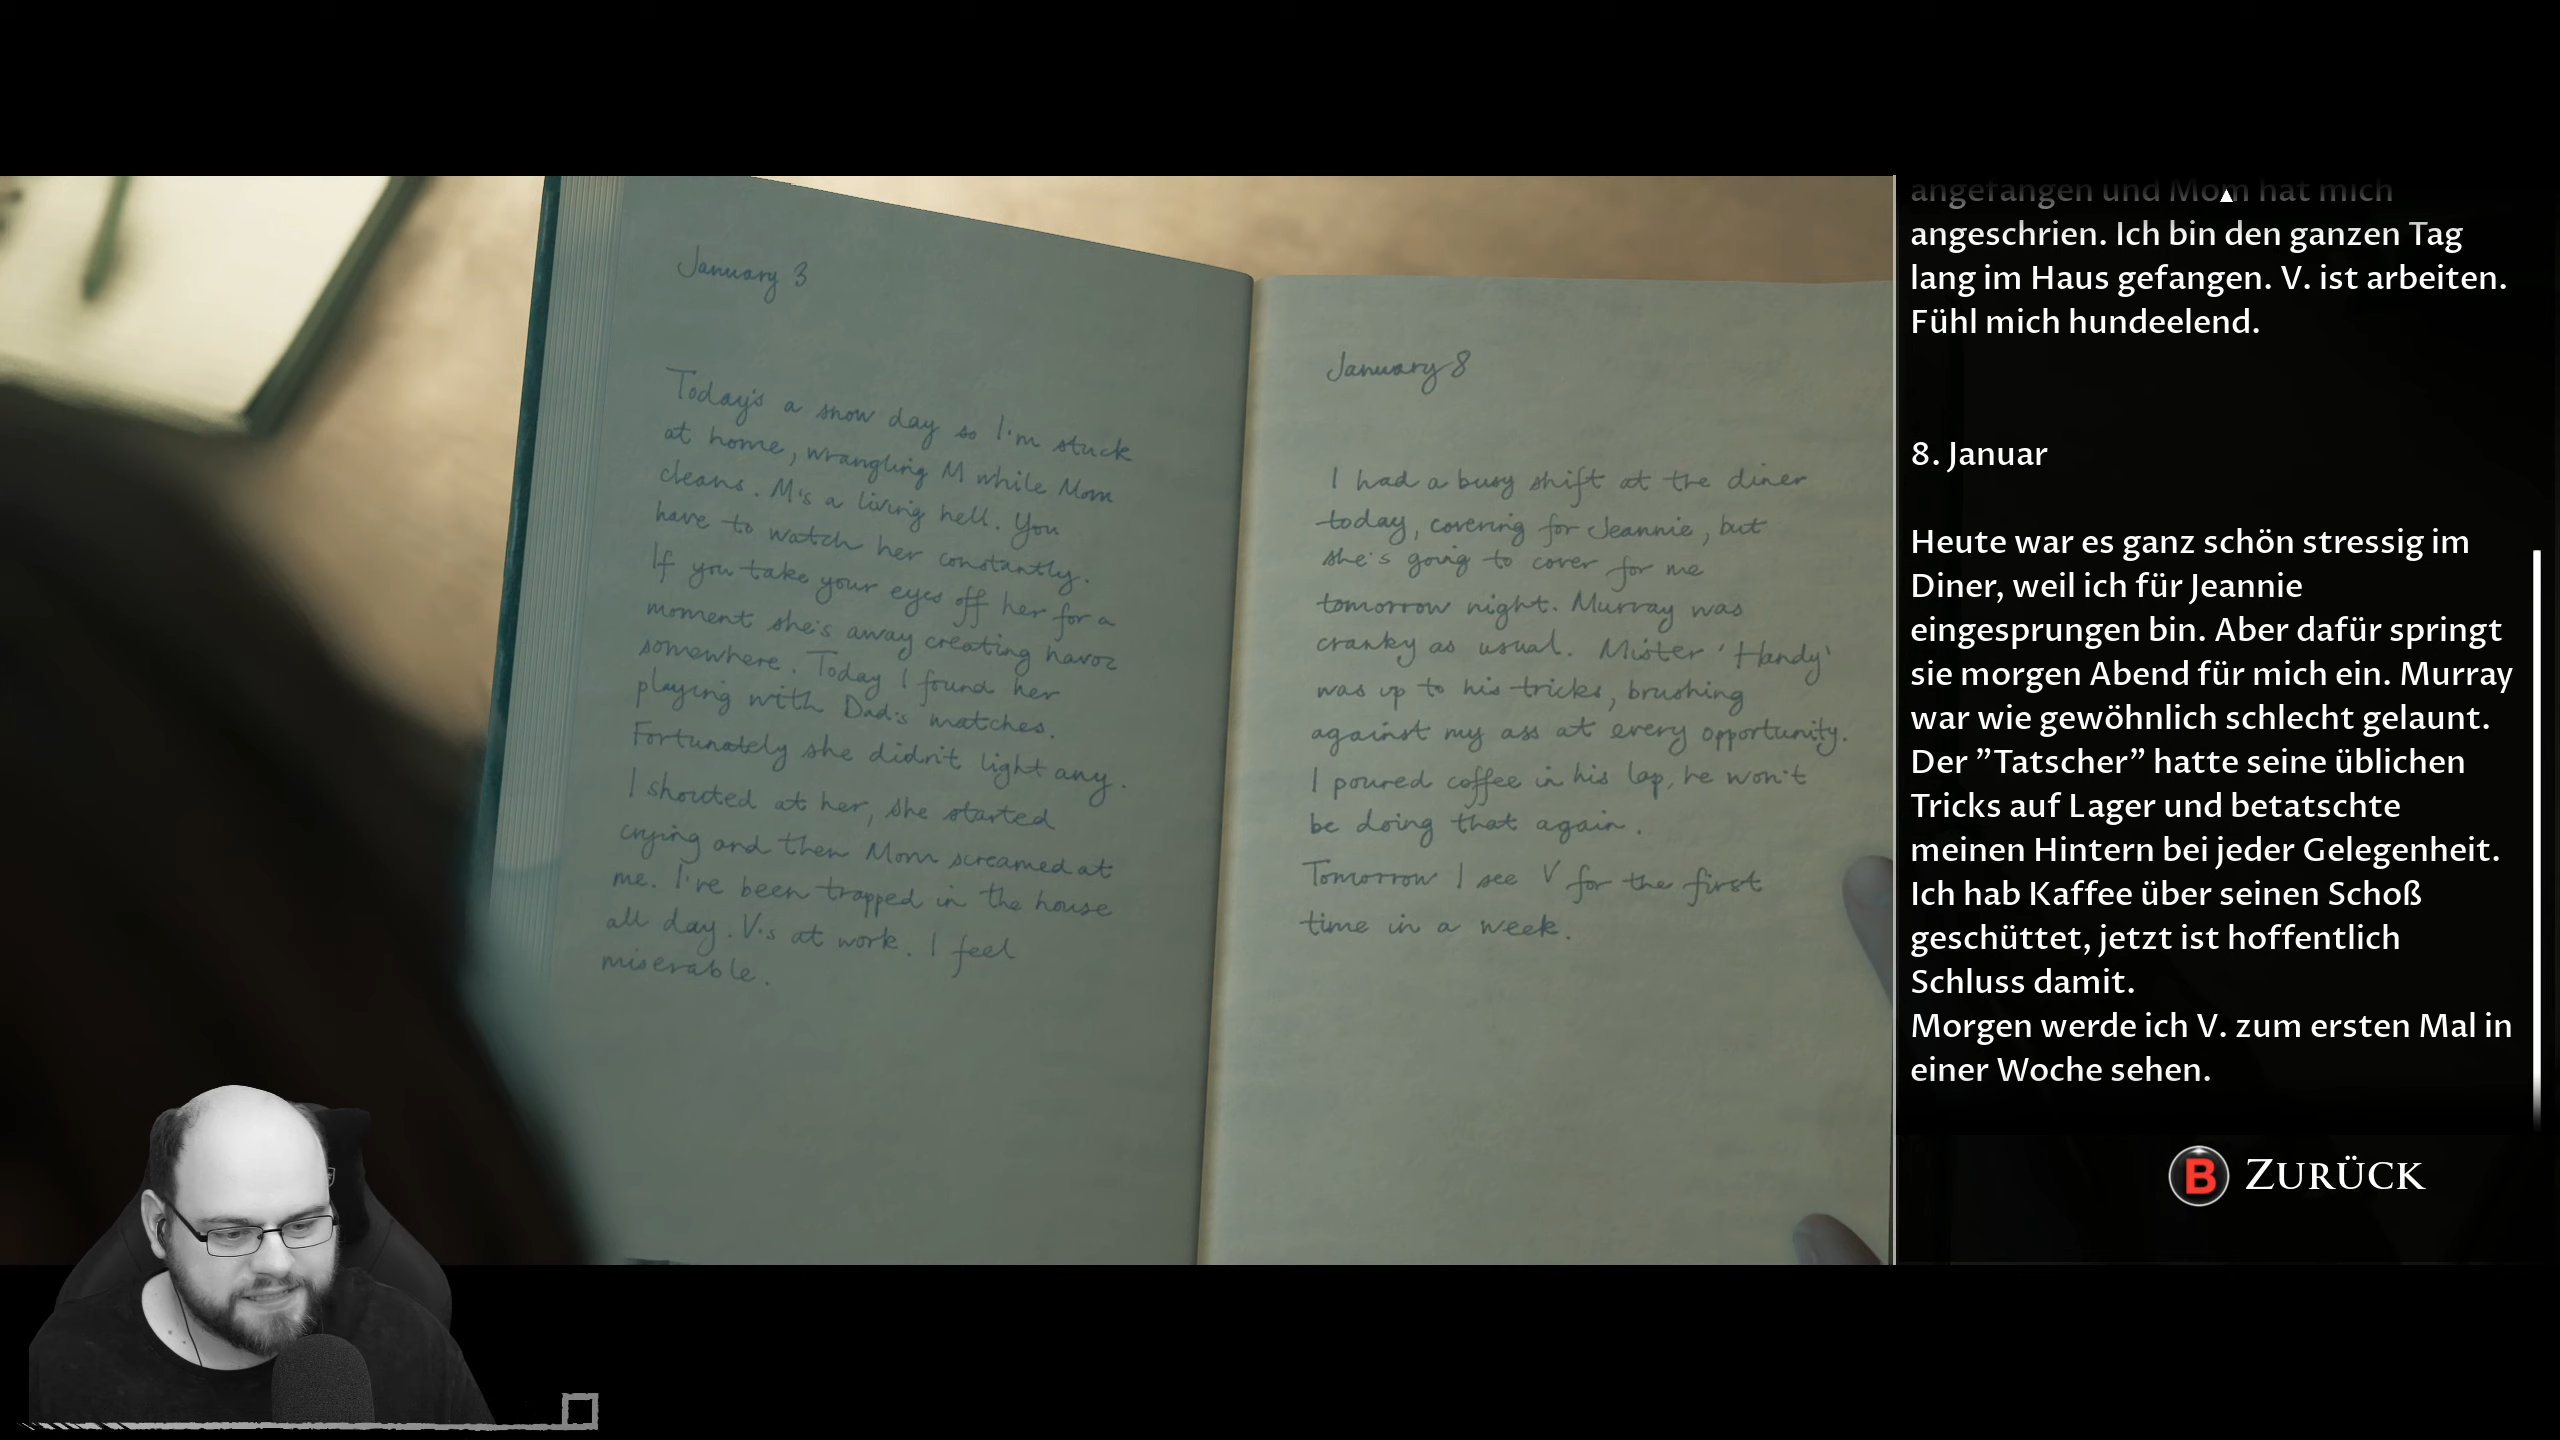 January 3
Today's a snow day so I'm stuck
at home, wrangling M while Mom
cleans. M's a living hell. You
have to watch her constantly.
If you take your eyes off her for a
moment she's away creating havoc
somewhere. Today I found her
playing with Dad's matches.
Fortunately she didn't light any.
I shouted at her, she started
crying and then Mom screamed at
me. I've been trapped in the house
all day. V's at work. I feel
miserable.
January 8
I had a busy shift at the diner
today, covering for Jeannie, but
she's going to cover for me
tomorrow night. Murray was
cranky as usual. Mister 'Handy'
was up to his tricks, brushing
against my ass at every opportunity.
I poured coffee in his lap, he won't
be doing that again.
Tomorrow I see V for the first
time in a week.
angefangen und Mom hat mich
angeschrien. Ich bin den ganzen Tag
lang im Haus gefangen. V. ist arbeiten.
Fühl mich hundeelend.
8. Januar
Heute war es ganz schön stressig im
Diner, weil ich für Jeannie
eingesprungen bin. Aber dafür springt
sie morgen Abend für mich ein. Murray
war wie gewöhnlich schlecht gelaunt.
Der ”Tatscher” hatte seine üblichen
Tricks auf Lager und betatschte
meinen Hintern bei jeder Gelegenheit.
Ich hab Kaffee über seinen Schoß
geschüttet, jetzt ist hoffentlich
Schluss damit.
Morgen werde ich V. zum ersten Mal in
einer Woche sehen.
B ZURÜCK